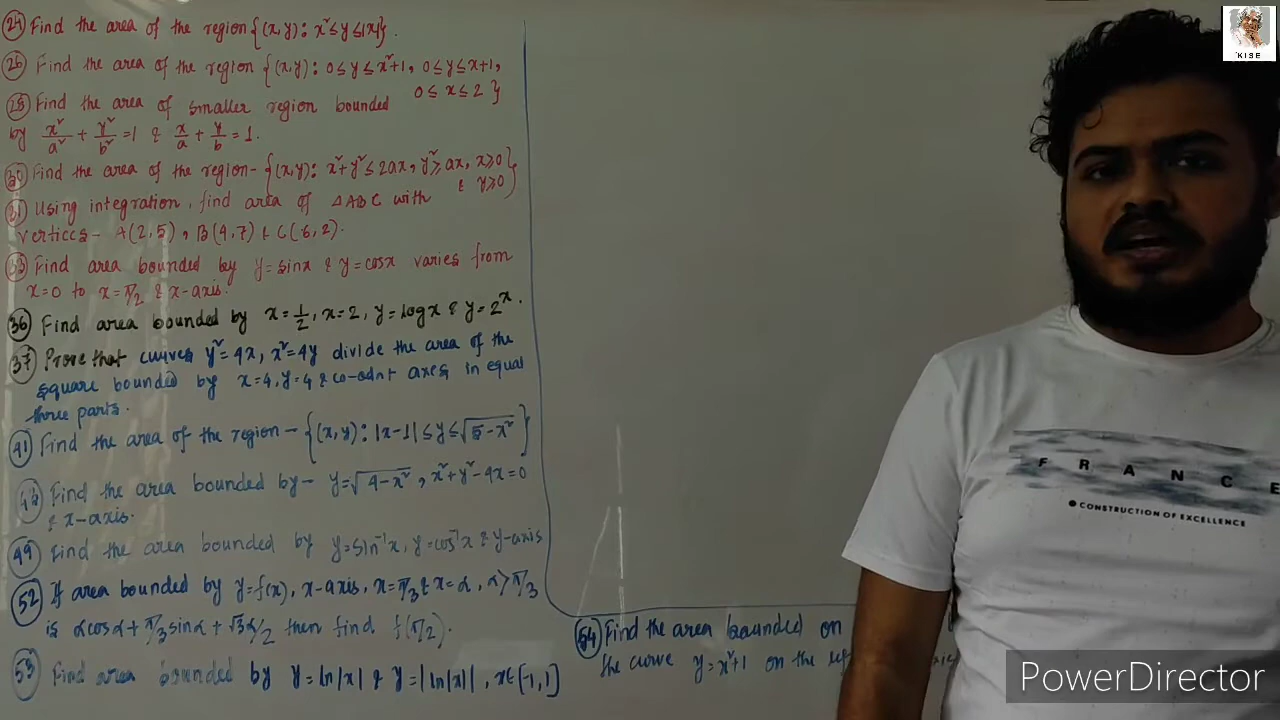 24 Find the area of the region {(x,y): x² ≤ y ≤ |x|}.
26 Find the area of the region {(x,y): 0 ≤ y ≤ x²+1, 0 ≤ y ≤ x+1,
0 ≤ x ≤ 2}
28 Find the area of smaller region bounded
by x²/a² + y²/b² = 1 & x/a + y/b = 1.
30 Find the area of the region - {(x,y): x²+y² ≤ 2ax, y² ≥ ax, x ≥ 0
& y ≥ 0}
31 Using integration, find area of △ABC with
vertices - A(2,5), B(4,7) & C(6,2).
33 Find area bounded by y = sinx & y = cosx varies from
x=0 to x=π/2 & x-axis.
36 Find area bounded by x = 1/2, x=2, y = log x & y = 2ˣ.
37 Prove that curves y² = 4x, x² = 4y divide the area of the
square bounded by x=4, y=4 & co-odnt axes in equal
three parts.
41 Find the area of the region - {(x,y): |x-1| ≤ y ≤ √(5-x²)}
Find the area bounded by - y = √(4-x²), x²+y²-4x=0
& x-axis.
49 Find the area bounded by y = sin⁻¹x, y = cos⁻¹x & y-axis
52 If area bounded by y = f(x), x-axis, x = π/3 & x = α, α > π/3
is αcosα + π/3 sinα + √3α/2 then find f(π/2).
53 Find area bounded by y = ln|x| & y = |ln|x||, x∈[-1,1]
54 Find the area bounded on
the curve y = x²+1 on the
KISE
FRANCE
CONSTRUCTION OF EXCELLENCE
PowerDirector